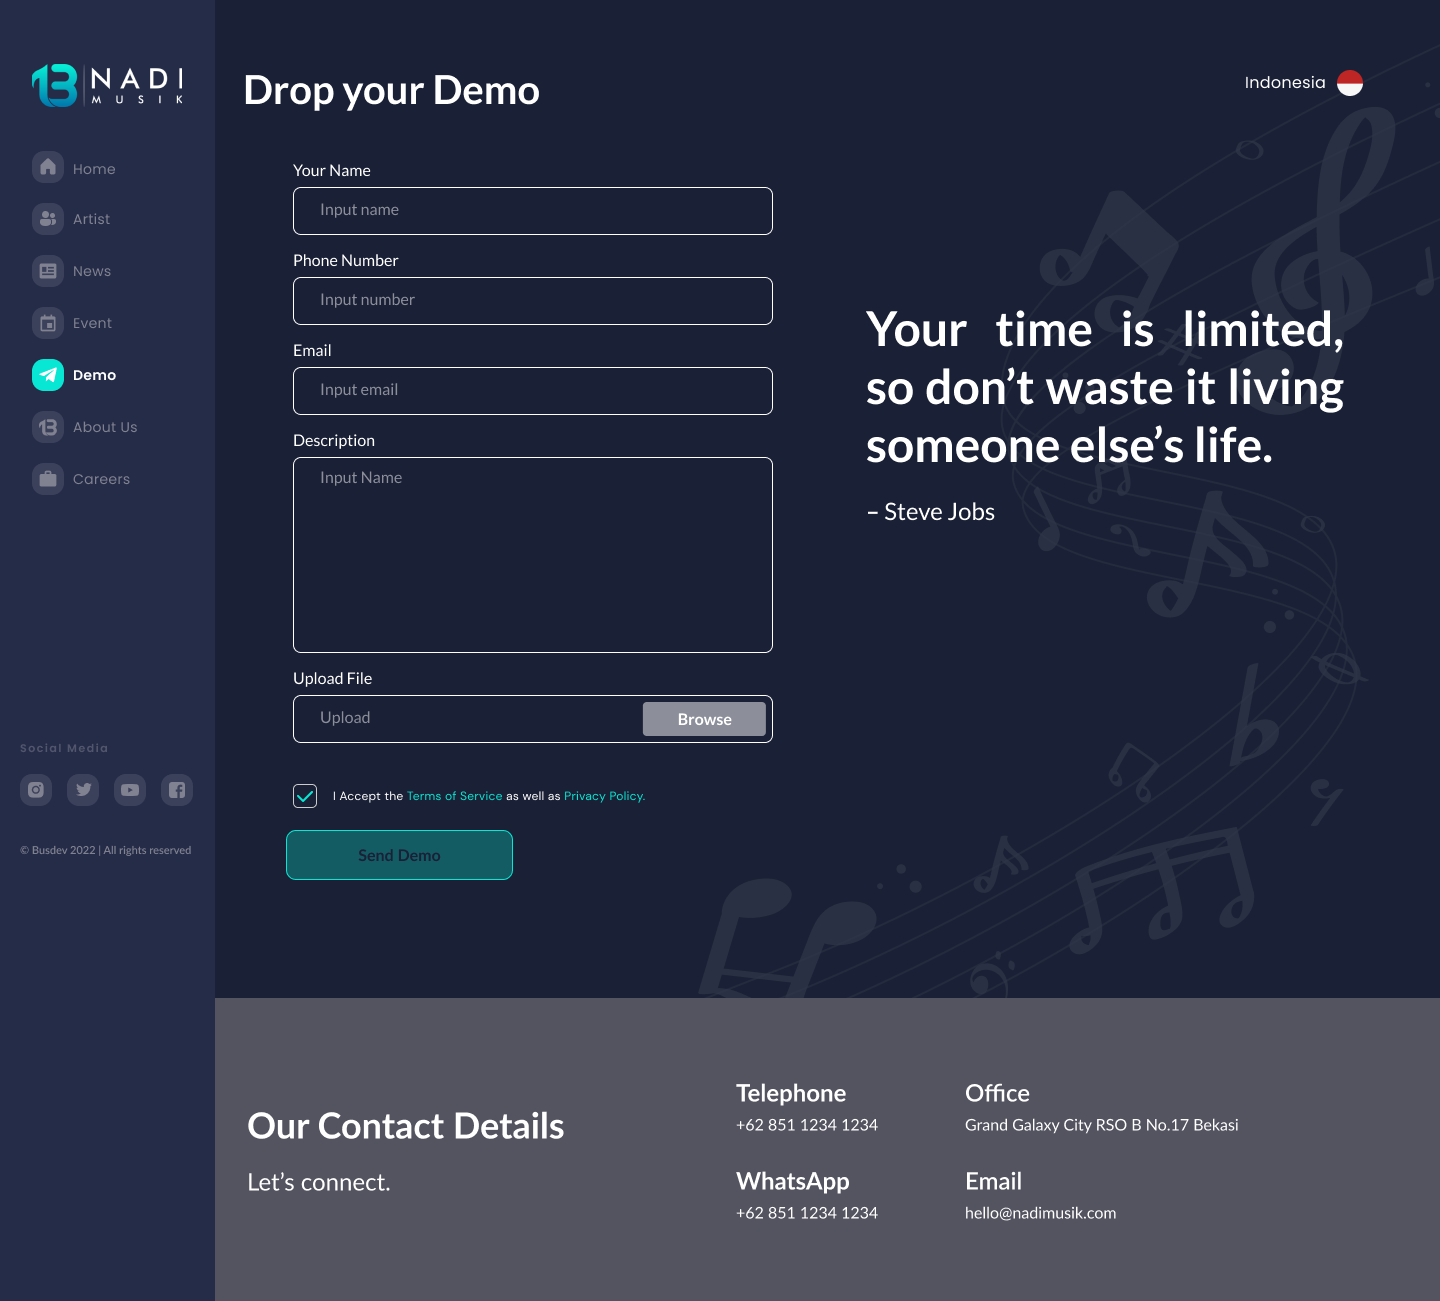 NADI
MUSIK
Home
Artist
News
Event
Demo
About Us
Careers
Social Media
© Busdev 2022 | All rights reserved
Drop your Demo
Indonesia
Your Name
Input name
Phone Number
Input number
Email
Input email
Description
Input Name
Upload File
Upload
Browse
I Accept the Terms of Service as well as Privacy Policy.
Send Demo
Your time is limited,
so don’t waste it living
someone else’s life.
– Steve Jobs
Our Contact Details
Let’s connect.
Telephone
+62 851 1234 1234
WhatsApp
+62 851 1234 1234
Office
Grand Galaxy City RSO B No.17 Bekasi
Email
hello@nadimusik.com